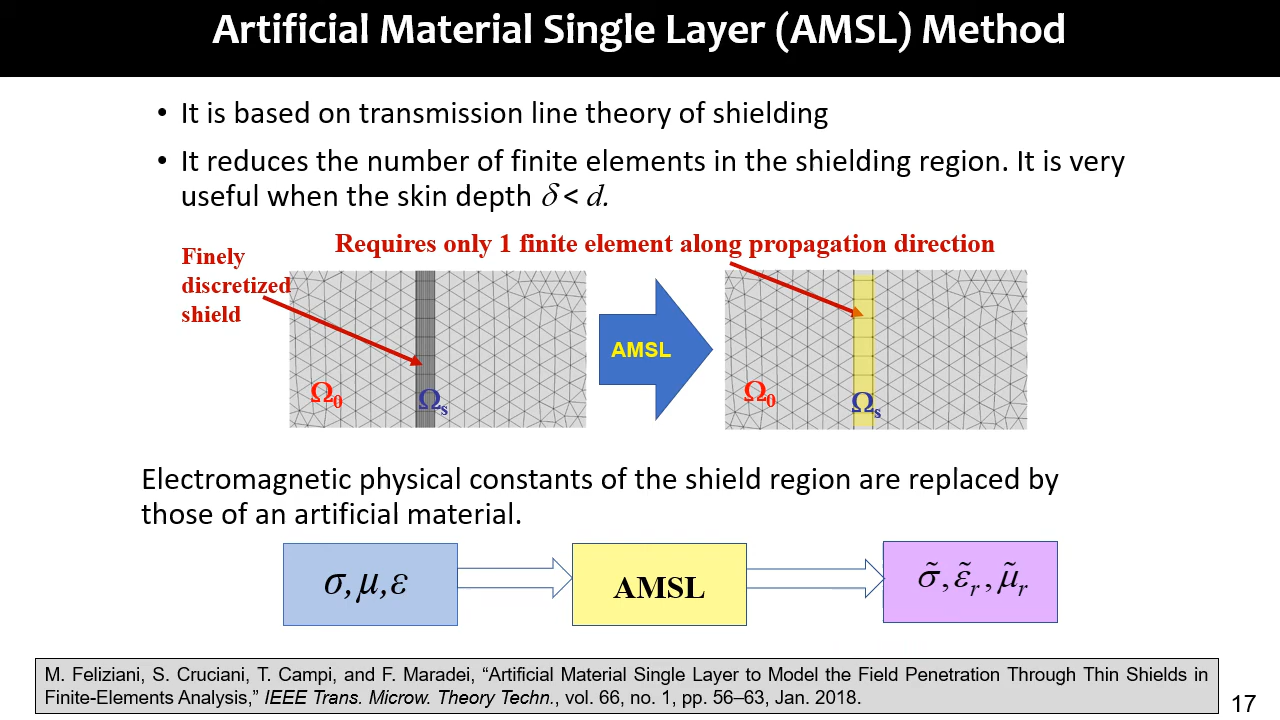 Artificial Material Single Layer (AMSL) Method
• It is based on transmission line theory of shielding
• It reduces the number of finite elements in the shielding region. It is very
useful when the skin depth δ < d.
Requires only 1 finite element along propagation direction
Finely
discretized
shield
Ω0
Ωs
AMSL
Ω0
Ωs
Electromagnetic physical constants of the shield region are replaced by
those of an artificial material.
σ,μ,ε
AMSL
σ̃, ε̃r, μ̃r
M. Feliziani, S. Cruciani, T. Campi, and F. Maradei, “Artificial Material Single Layer to Model the Field Penetration Through Thin Shields in
Finite-Elements Analysis,” IEEE Trans. Microw. Theory Techn., vol. 66, no. 1, pp. 56–63, Jan. 2018.
17